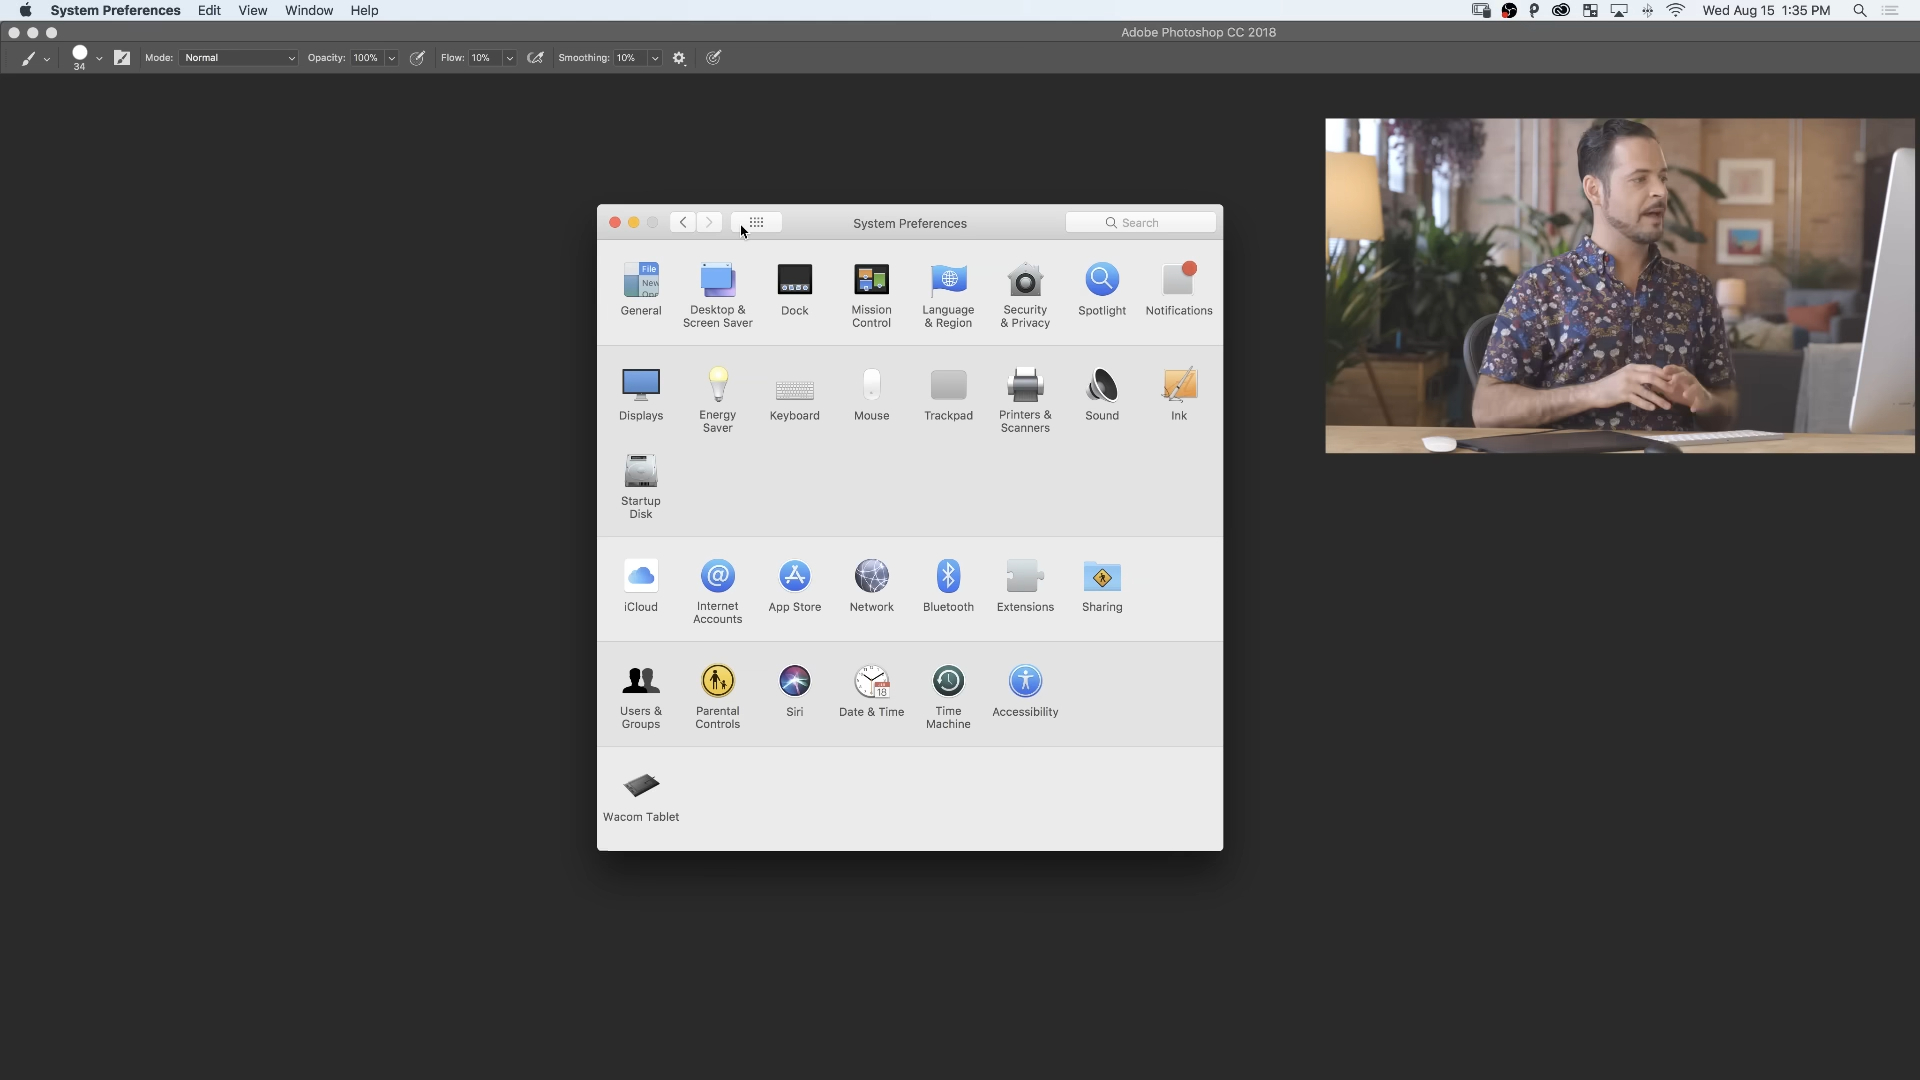 System Preferences Edit View Window Help Wed Aug 15 1:35 PM
Adobe Photoshop CC 2018
34 Mode: Normal Opacity: 100% Flow: 10% Smoothing: 10%
System Preferences Search
General Desktop & Screen Saver Dock Mission Control Language & Region Security & Privacy Spotlight Notifications
Displays Energy Saver Keyboard Mouse Trackpad Printers & Scanners Sound Ink
Startup Disk
iCloud Internet Accounts App Store Network Bluetooth Extensions Sharing
Users & Groups Parental Controls Siri Date & Time Time Machine Accessibility
Wacom Tablet